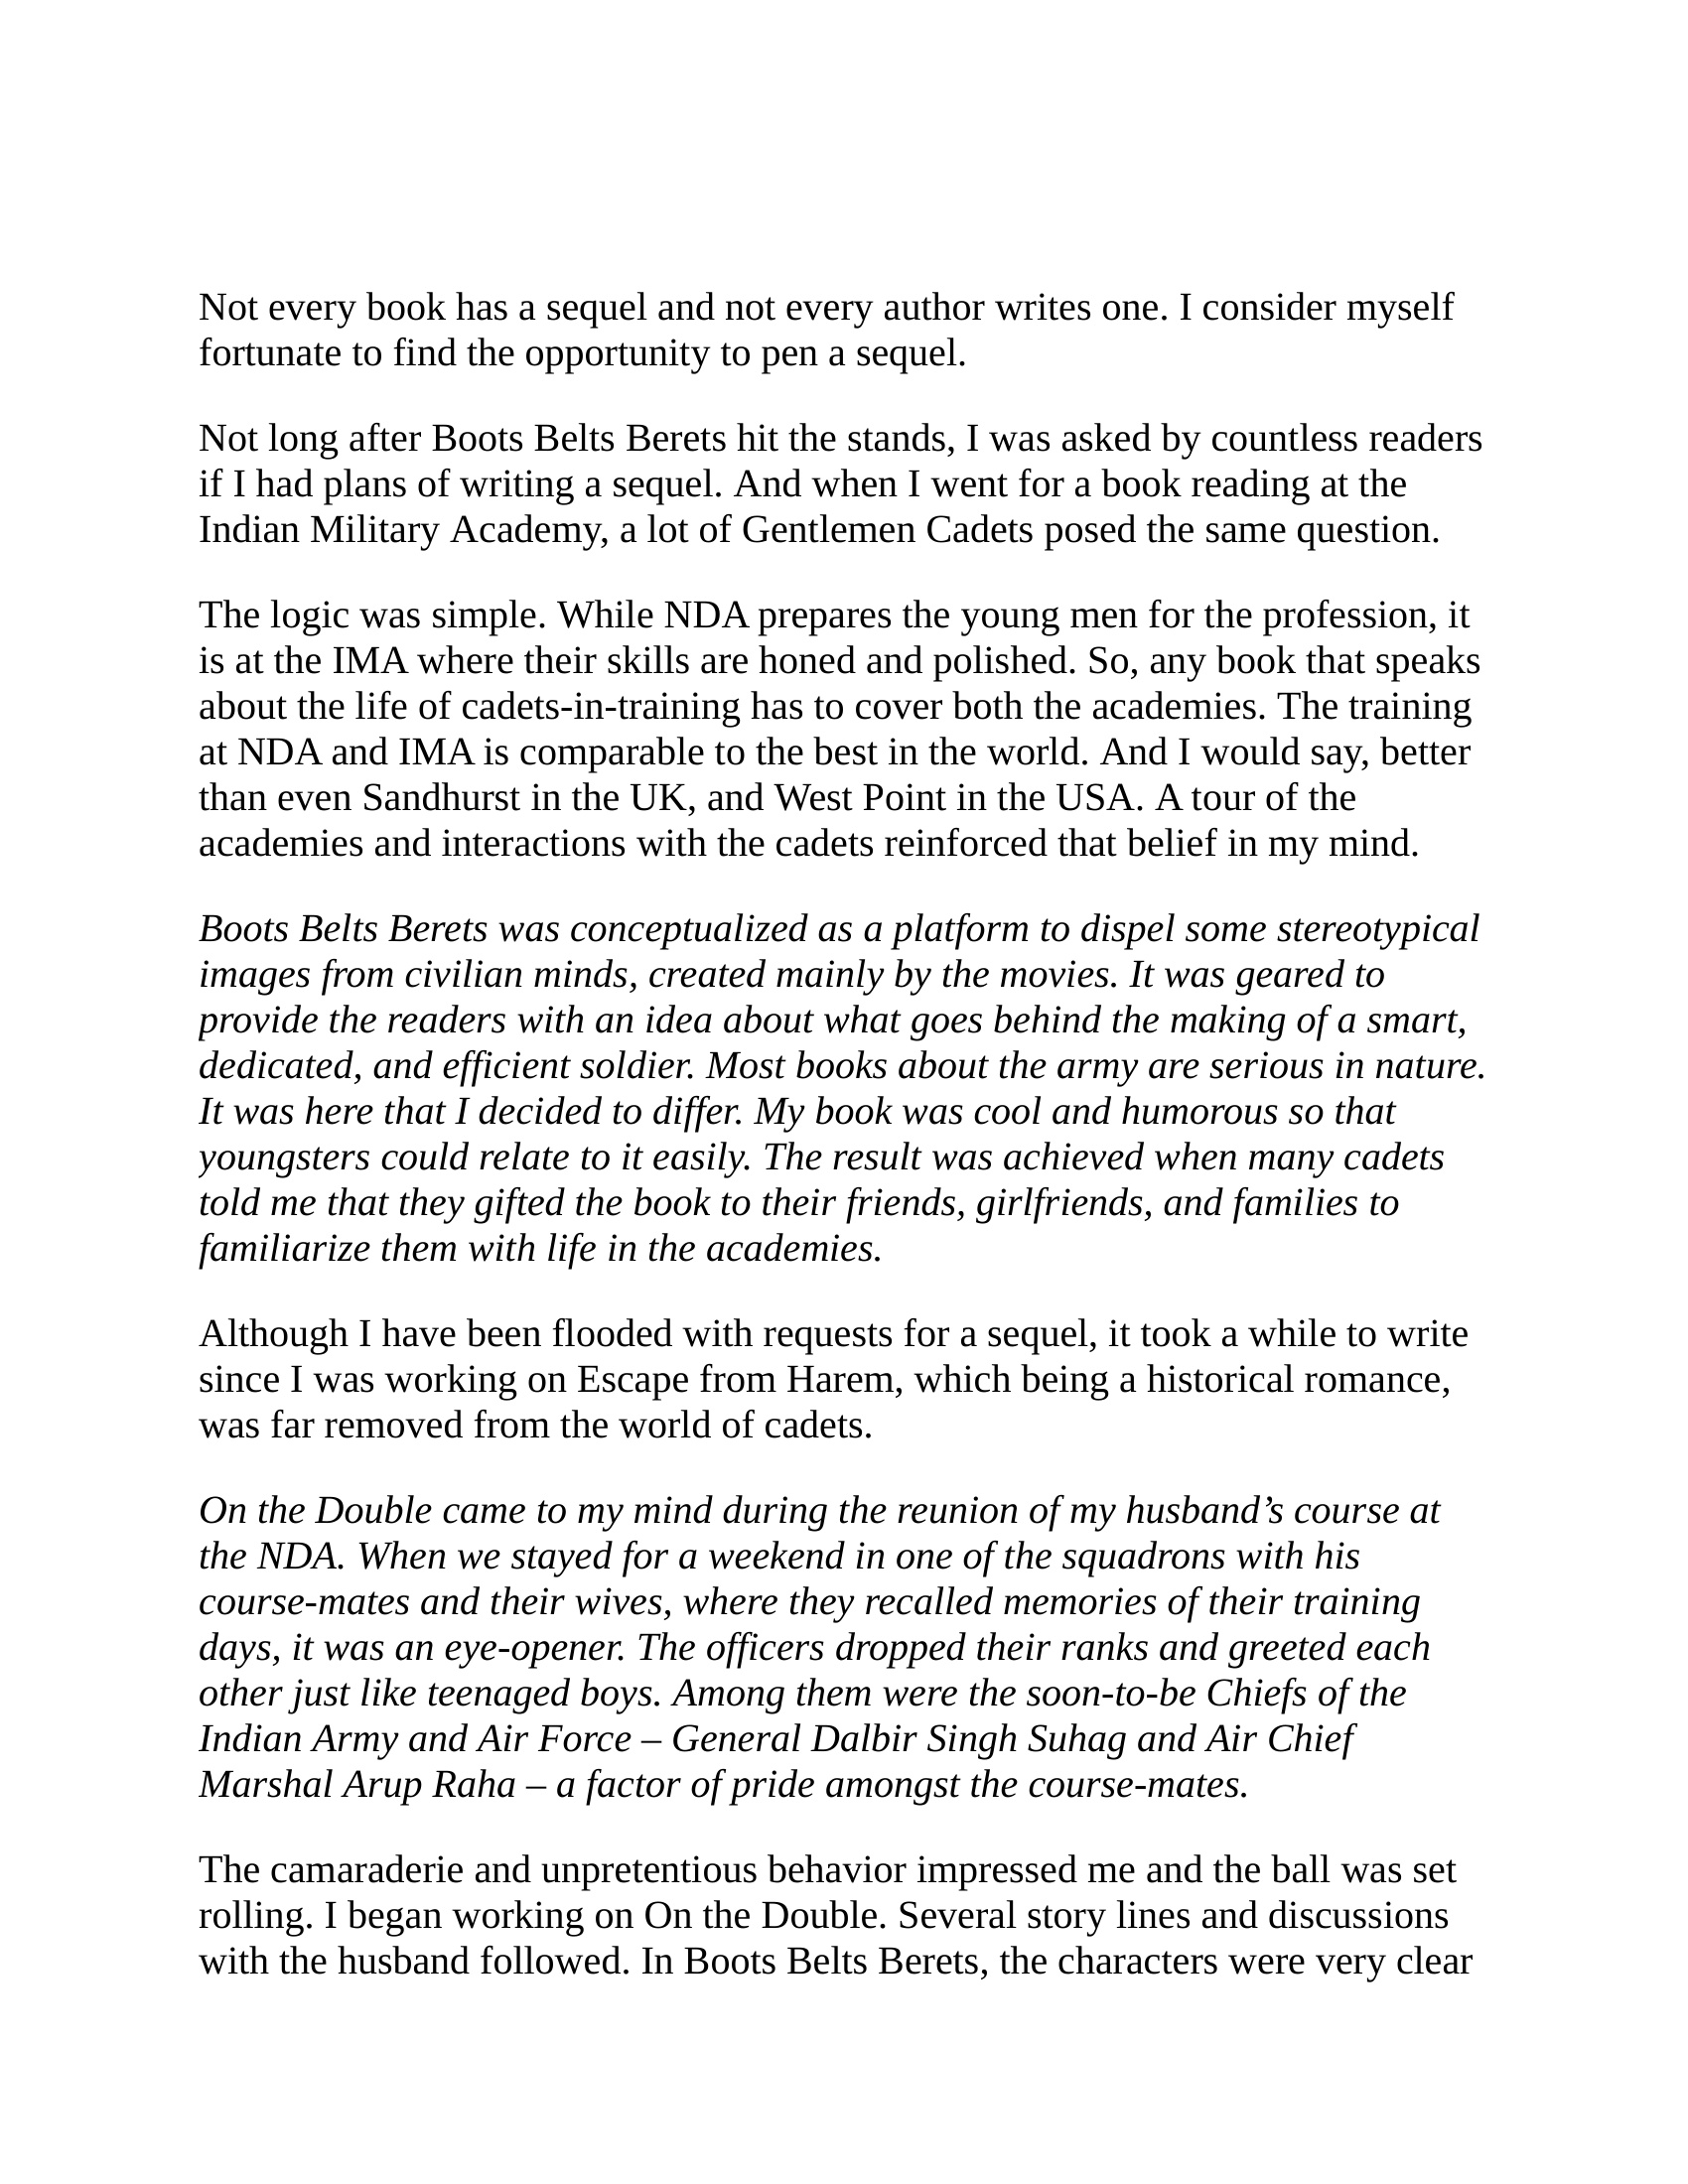 Not every book has a sequel and not every author writes one. I consider myself
fortunate to find the opportunity to pen a sequel.
Not long after Boots Belts Berets hit the stands, I was asked by countless readers
if I had plans of writing a sequel. And when I went for a book reading at the
Indian Military Academy, a lot of Gentlemen Cadets posed the same question.
The logic was simple. While NDA prepares the young men for the profession, it
is at the IMA where their skills are honed and polished. So, any book that speaks
about the life of cadets-in-training has to cover both the academies. The training
at NDA and IMA is comparable to the best in the world. And I would say, better
than even Sandhurst in the UK, and West Point in the USA. A tour of the
academies and interactions with the cadets reinforced that belief in my mind.
Boots Belts Berets was conceptualized as a platform to dispel some stereotypical
images from civilian minds, created mainly by the movies. It was geared to
provide the readers with an idea about what goes behind the making of a smart,
dedicated, and efficient soldier. Most books about the army are serious in nature.
It was here that I decided to differ. My book was cool and humorous so that
youngsters could relate to it easily. The result was achieved when many cadets
told me that they gifted the book to their friends, girlfriends, and families to
familiarize them with life in the academies.
Although I have been flooded with requests for a sequel, it took a while to write
since I was working on Escape from Harem, which being a historical romance,
was far removed from the world of cadets.
On the Double came to my mind during the reunion of my husband’s course at
the NDA. When we stayed for a weekend in one of the squadrons with his
course-mates and their wives, where they recalled memories of their training
days, it was an eye-opener. The officers dropped their ranks and greeted each
other just like teenaged boys. Among them were the soon-to-be Chiefs of the
Indian Army and Air Force – General Dalbir Singh Suhag and Air Chief
Marshal Arup Raha – a factor of pride amongst the course-mates.
The camaraderie and unpretentious behavior impressed me and the ball was set
rolling. I began working on On the Double. Several story lines and discussions
with the husband followed. In Boots Belts Berets, the characters were very clear